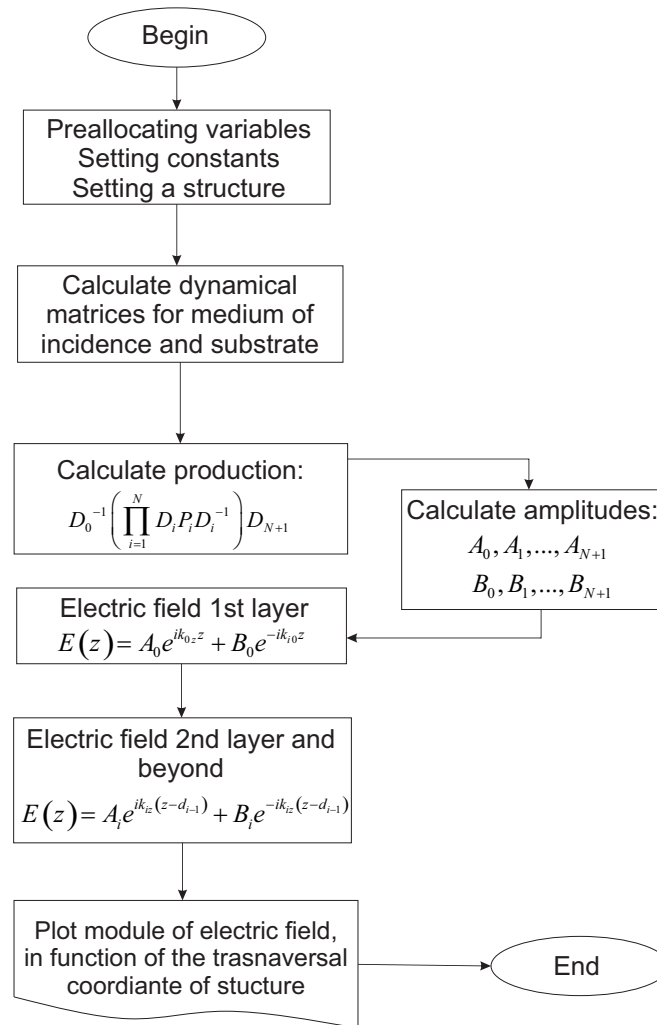 Begin
Preallocating variables
Setting constants
Setting a structure
Calculate dynamical
matrices for medium of
incidence and substrate
Calculate production:
$D_0^{-1}\left(\prod_{i=1}^{N} D_i P_i D_i^{-1}\right) D_{N+1}$
Calculate amplitudes:
$A_0, A_1, ..., A_{N+1}$
$B_0, B_1, ..., B_{N+1}$
Electric field 1st layer
$E(z) = A_0 e^{ik_{0z}z} + B_0 e^{-ik_{i0}z}$
Electric field 2nd layer and
beyond
$E(z) = A_i e^{ik_{iz}(z-d_{i-1})} + B_i e^{-ik_{iz}(z-d_{i-1})}$
Plot module of electric field,
in function of the trasnaversal
coordiante of stucture
End